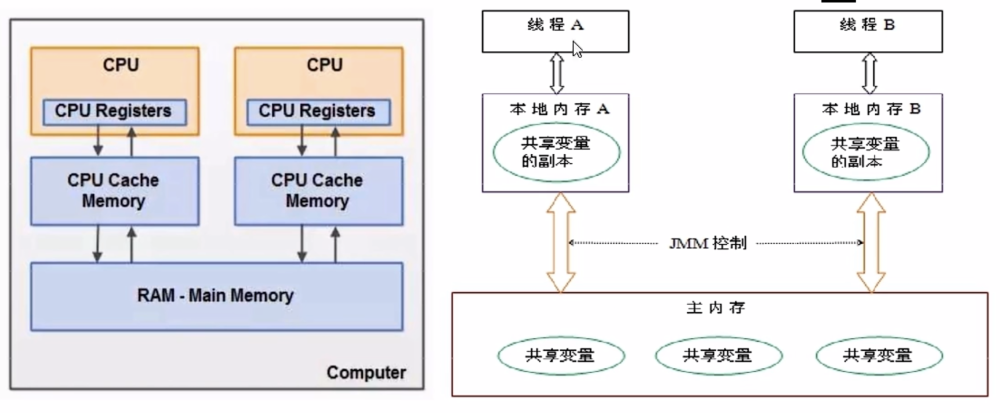 CPU
CPU
CPU Registers
CPU Registers
CPU Cache
Memory
CPU Cache
Memory
RAM - Main Memory
Computer
线程 A
线程 B
本地内存 A
本地内存 B
共享变量
的副本
共享变量
的副本
JMM 控制
主内存
共享变量
共享变量
共享变量